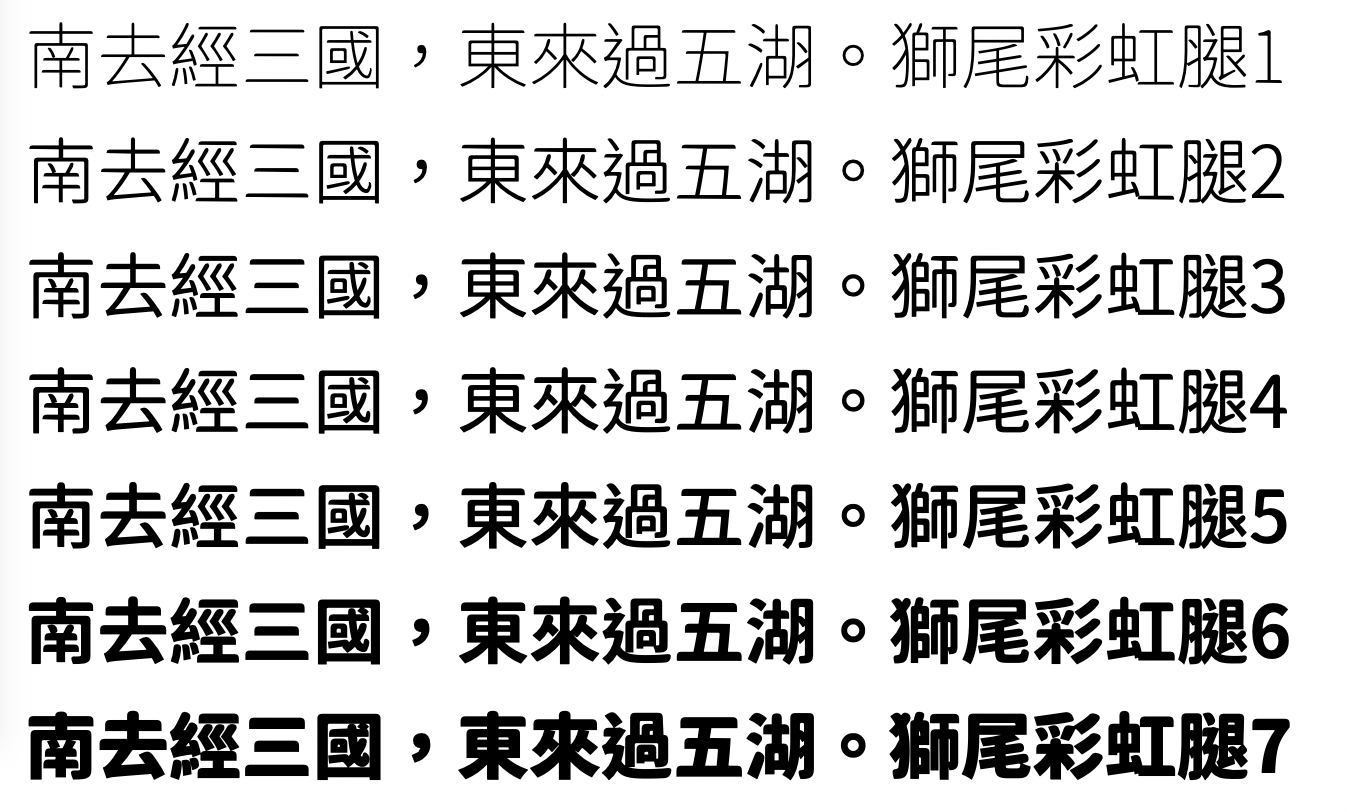 南去經三國，東來過五湖。獅尾彩虹腿1
南去經三國，東來過五湖。獅尾彩虹腿2
南去經三國，東來過五湖。獅尾彩虹腿3
南去經三國，東來過五湖。獅尾彩虹腿4
南去經三國，東來過五湖。獅尾彩虹腿5
南去經三國，東來過五湖。獅尾彩虹腿6
南去經三國，東來過五湖。獅尾彩虹腿7